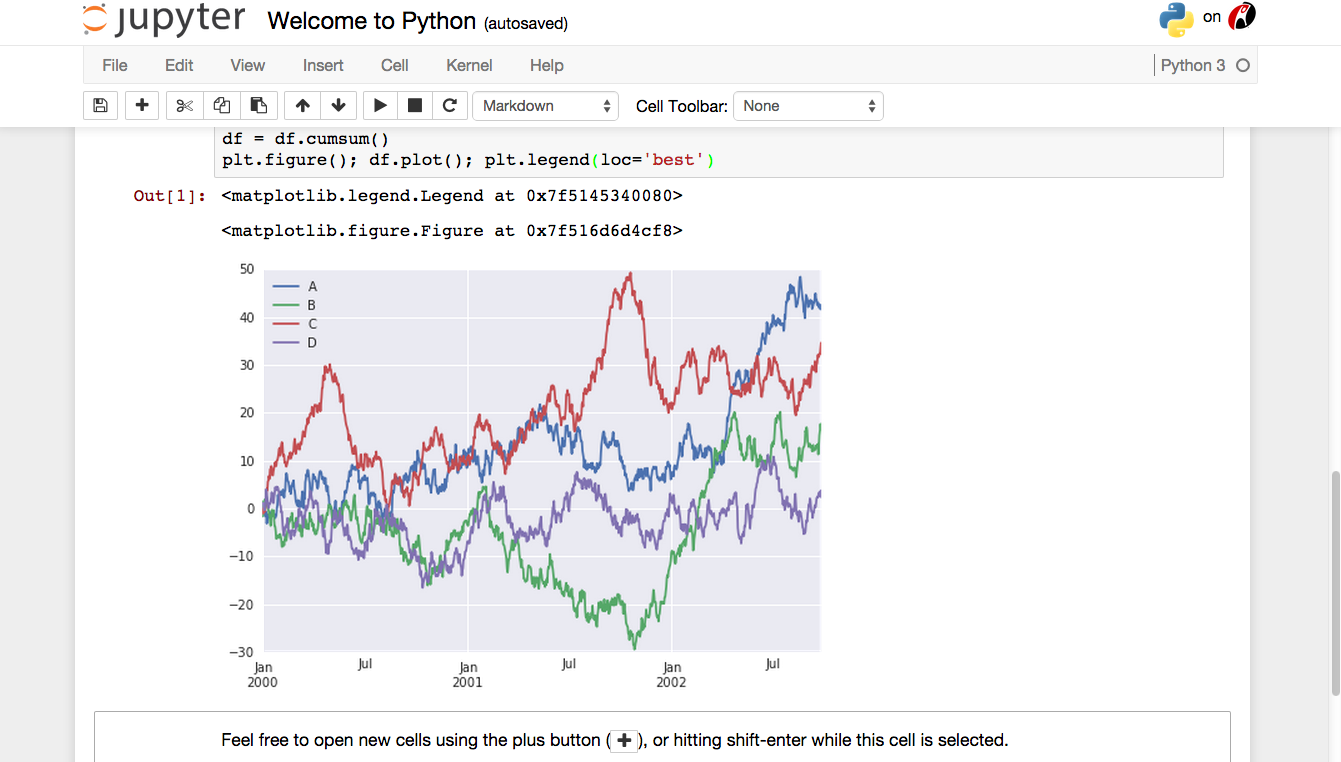 jupyter Welcome to Python (autosaved) on
File Edit View Insert Cell Kernel Help Python 3
Markdown Cell Toolbar: None
df = df.cumsum()
plt.figure(); df.plot(); plt.legend(loc='best')
Out[1]: <matplotlib.legend.Legend at 0x7f5145340080>
<matplotlib.figure.Figure at 0x7f516d6d4cf8>
50
A
B
40
C
D
30
20
10
0
−10
−20
−30
Jan Jul Jan Jul Jan Jul
2000 2001 2002
Feel free to open new cells using the plus button ( ), or hitting shift-enter while this cell is selected.